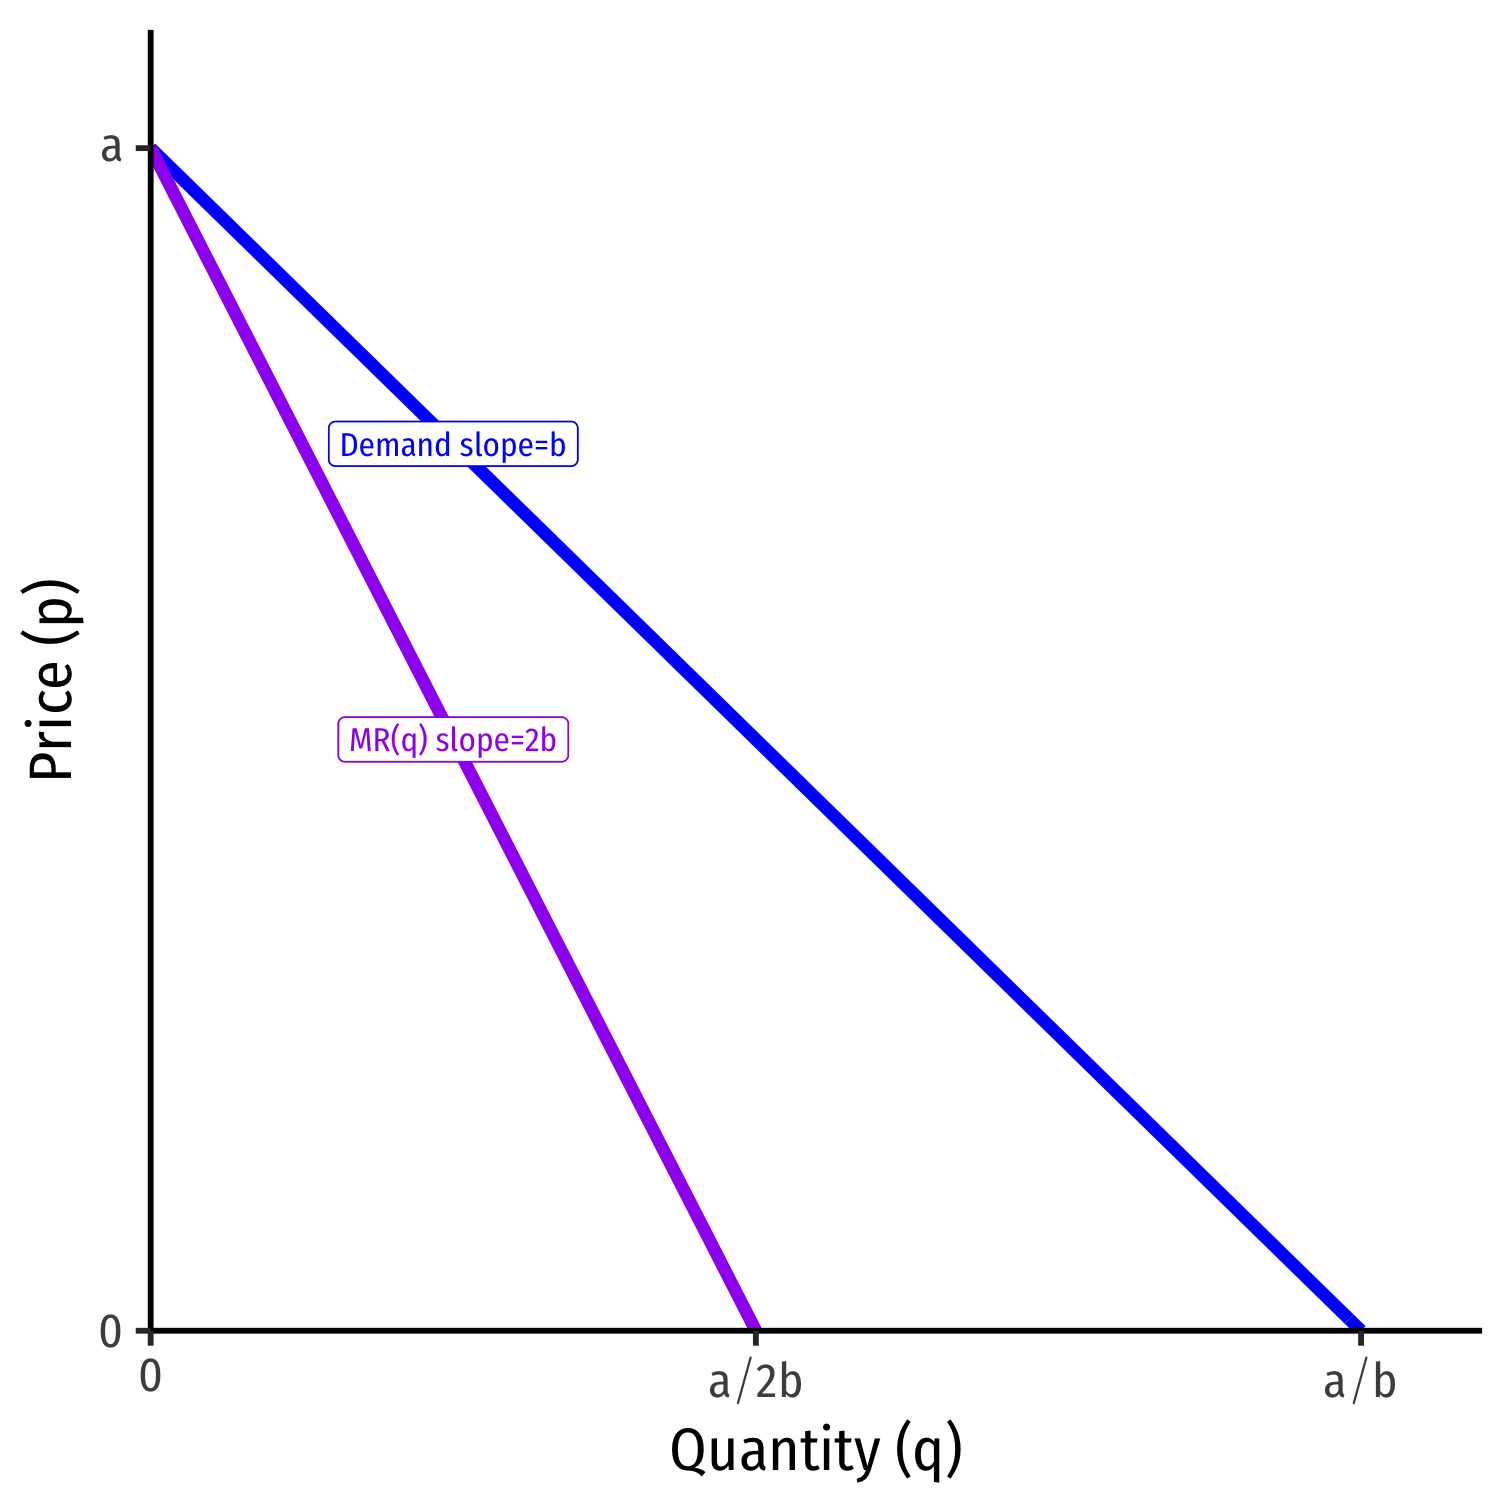 a
Demand slope=b
MR(q) slope=2b
Price (p)
0
0
a/2b
a/b
Quantity (q)